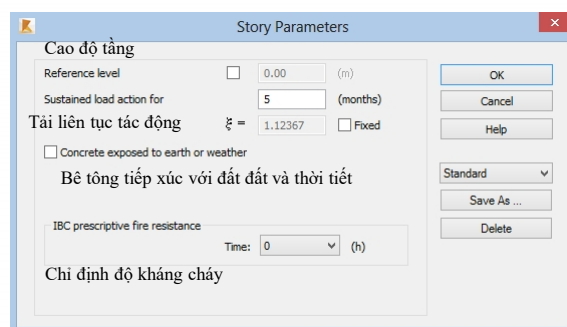 Story Parameters
Cao độ tầng
Reference level 0.00 (m)
Sustained load action for 5 (months)
Tải liên tục tác động ξ = 1.12367 Fixed
Concrete exposed to earth or weather
Bê tông tiếp xúc với đất đất và thời tiết
IBC prescriptive fire resistance
Time: 0 (h)
Chỉ định độ kháng cháy
OK
Cancel
Help
Standard
Save As ...
Delete